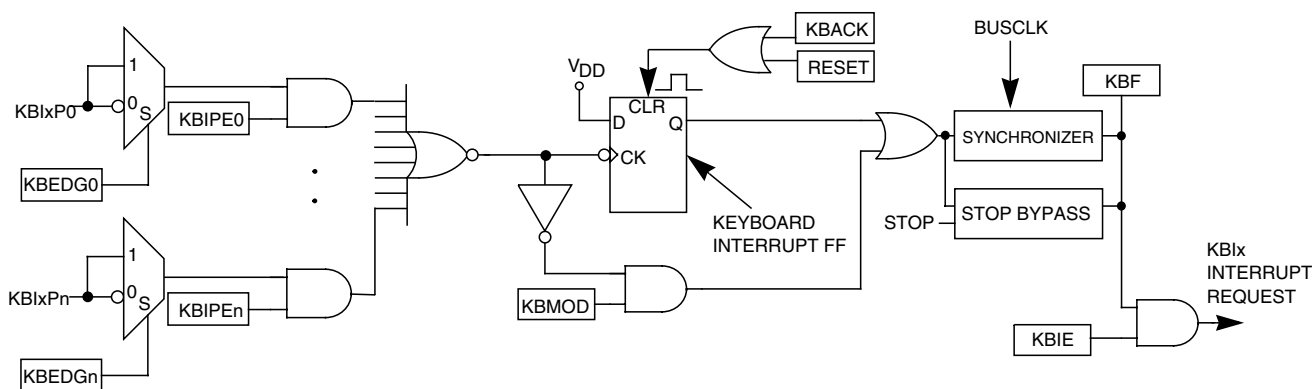 KBACK
RESET
BUSCLK
VDD
KBF
1
0
S
KBIxP0
KBIPE0
KBEDG0
CLR
D
Q
CK
SYNCHRONIZER
STOP BYPASS
STOP
KEYBOARD
INTERRUPT FF
1
0
S
KBIxPn
KBIPEn
KBEDGn
KBMOD
KBIx
INTERRUPT
REQUEST
KBIE